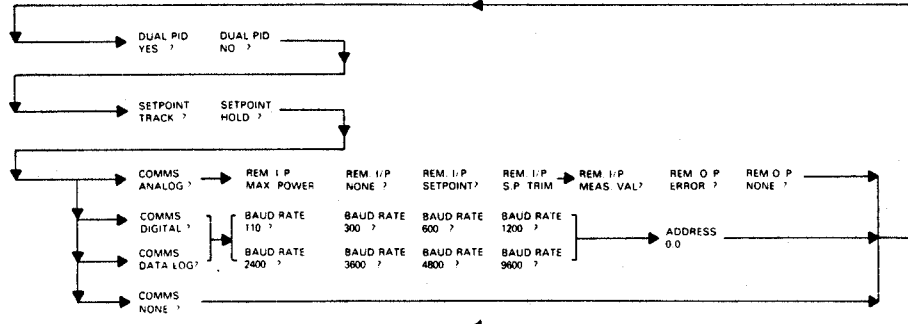 DUAL PID DUAL PID
YES ? NO ?
SETPOINT SETPOINT
TRACK ? HOLD ?
COMMS REM. I P REM. I/P REM. I/P REM. I/P REM. I/P REM O P REM O P
ANALOG ? MAX. POWER NONE ? SETPOINT? S.P. TRIM MEAS. VAL? ERROR ? NONE ?
COMMS BAUD RATE BAUD RATE BAUD RATE BAUD RATE
DIGITAL ? 110 ? 300 ? 600 ? 1200 ?
ADDRESS
0.0
COMMS BAUD RATE BAUD RATE BAUD RATE BAUD RATE
DATA LOG? 2400 ? 3600 ? 4800 ? 9600 ?
COMMS
NONE ?